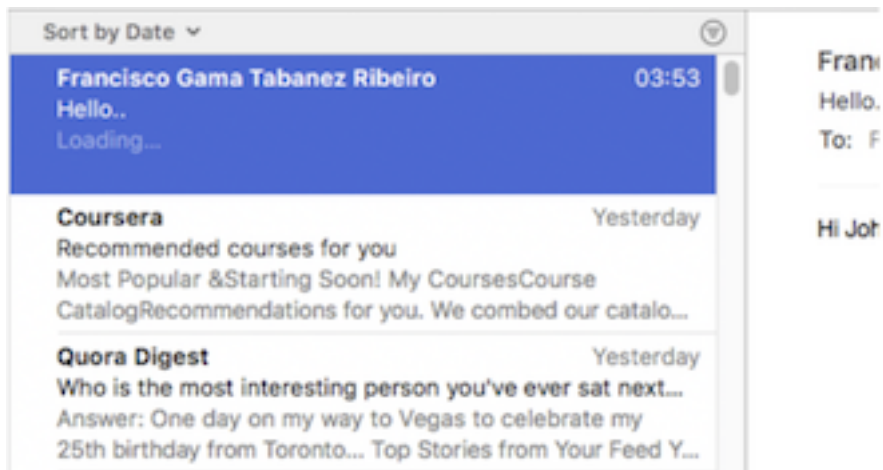 Sort by Date
Francisco Gama Tabanez Ribeiro 03:53
Hello..
Loading...
Coursera Yesterday
Recommended courses for you
Most Popular &Starting Soon! My CoursesCourse
CatalogRecommendations for you. We combed our catalo...
Quora Digest Yesterday
Who is the most interesting person you've ever sat next...
Answer: One day on my way to Vegas to celebrate my
25th birthday from Toronto... Top Stories from Your Feed Y...
Hello.
To:
Hi